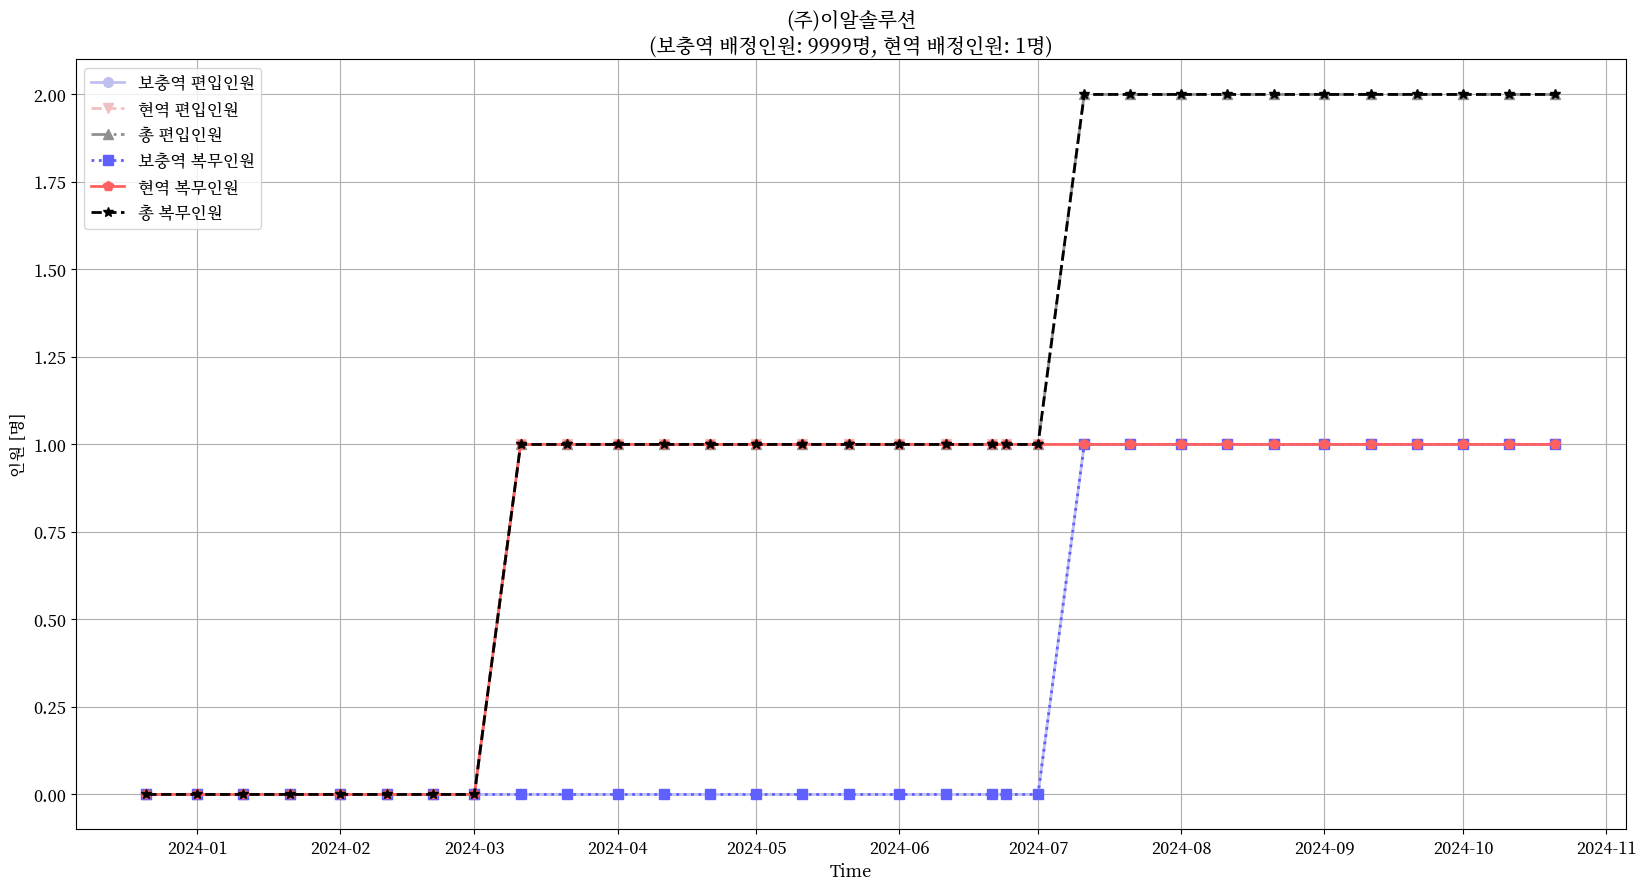 (주)이알솔루션
(보충역 배정인원: 9999명, 현역 배정인원: 1명)
보충역 편입인원
현역 편입인원
총 편입인원
보충역 복무인원
현역 복무인원
총 복무인원
2.00
1.75
1.50
1.25
1.00
0.75
0.50
0.25
0.00
인원 [명]
2024-01
2024-02
2024-03
2024-04
2024-05
2024-06
2024-07
2024-08
2024-09
2024-10
2024-11
Time